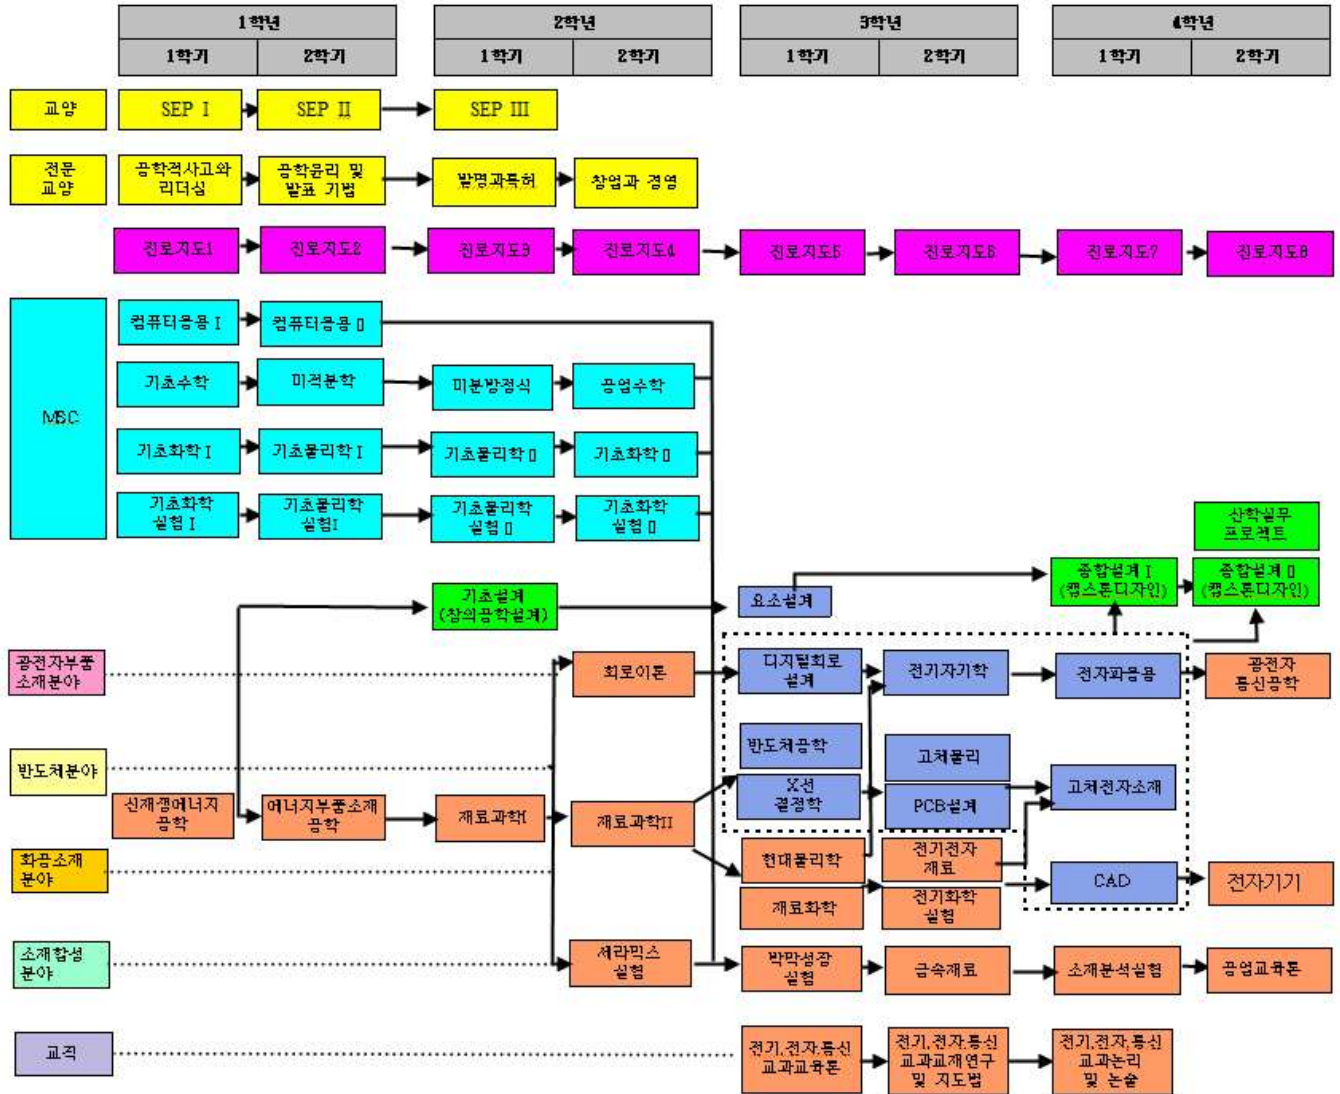 1학년 2학년 3학년 4학년
1학기 2학기 1학기 2학기 1학기 2학기 1학기 2학기
교양 SEP I SEP II SEP III
전문
교양
공학적사고와
리더십
공학윤리 및
발표 기법
발명과특허
창업과 경영
진로지도1 진로지도2 진로지도3 진로지도4 진로지도5 진로지도6 진로지도7 진로지도8
MSC
컴퓨터응용 I 컴퓨터응용 II
기초수학 미적분학 미분방정식 공업수학
기초화학 I 기초물리학 I 기초물리학 II 기초화학 II
기초화학
실험 I
기초물리학
실험I
기초물리학
실험 II
기초화학
실험 II
산학실무
프로젝트
기초설계
(창의공학설계)
요소설계
종합설계 I
(캡스톤디자인)
종합설계 II
(캡스톤디자인)
광전자부품
소재분야
회로이론
디지털회로
설계
전기자기학
전자파응용
광전자
통신공학
반도체분야
반도체공학
고체물리
신재생에너지
공학
에너지부품소재
공학
재료과학I
재료과학II
X선
결정학
PCB설계
고체전자소재
화공소재
분야
현대물리학
전기전자
재료
재료화학
전기화학
실험
CAD
전자기기
소재합성
분야
세라믹스
실험
박막성장
실험
금속재료
소재분석실험
공업교육론
교직
전기,전자,통신
교과교육론
전기,전자,통신
교과교재연구
및 지도법
전기,전자,통신
교과논리
및 논술